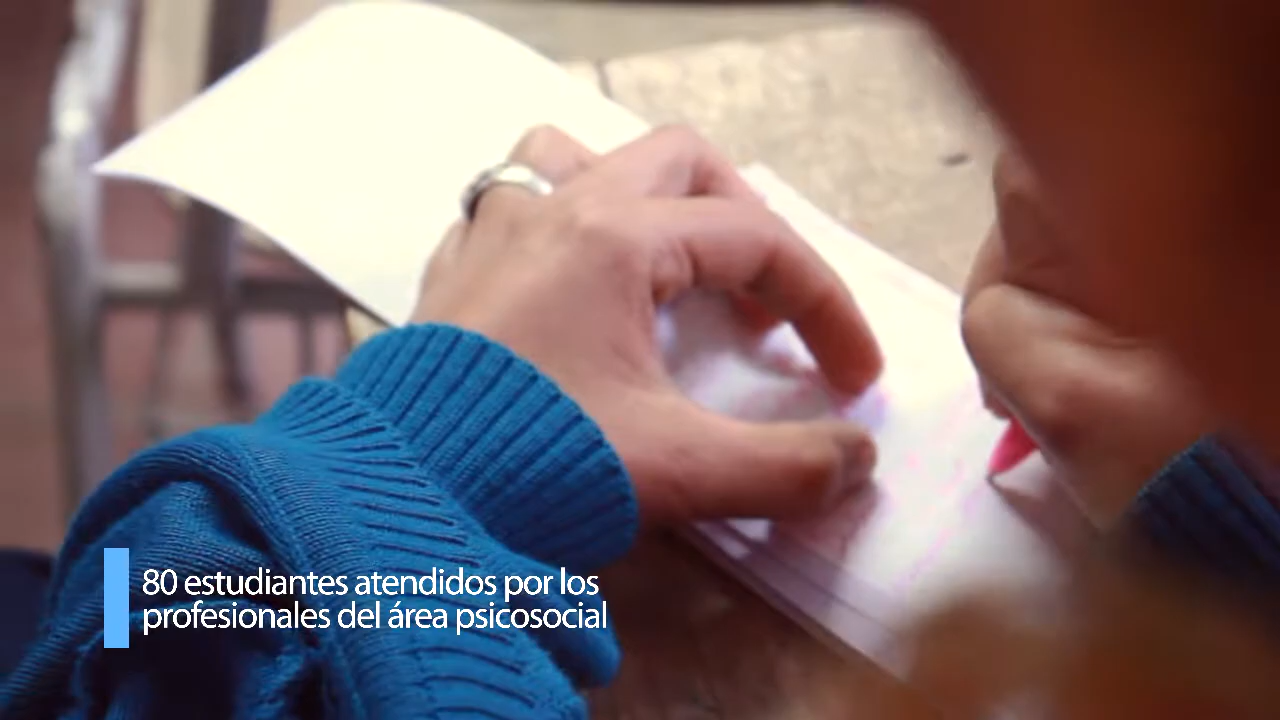 80 estudiantes atendidos por los
profesionales del área psicosocial